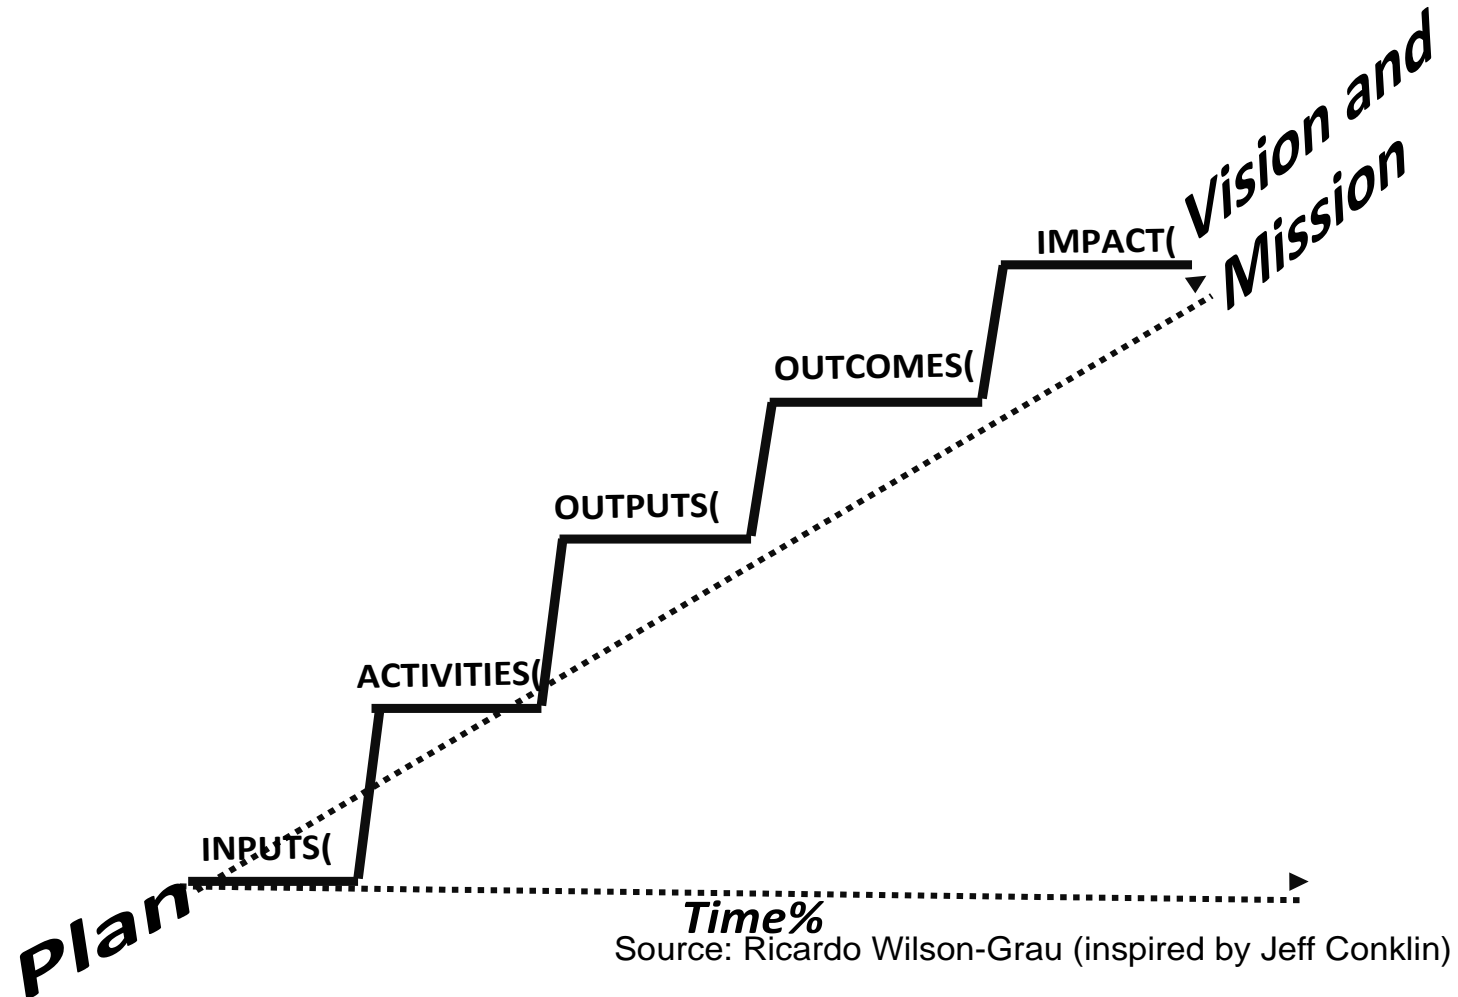 Vision and
Mission
IMPACT(
OUTCOMES(
OUTPUTS(
ACTIVITIES(
INPUTS(
Plan
Time%
Source: Ricardo Wilson-Grau (inspired by Jeff Conklin)